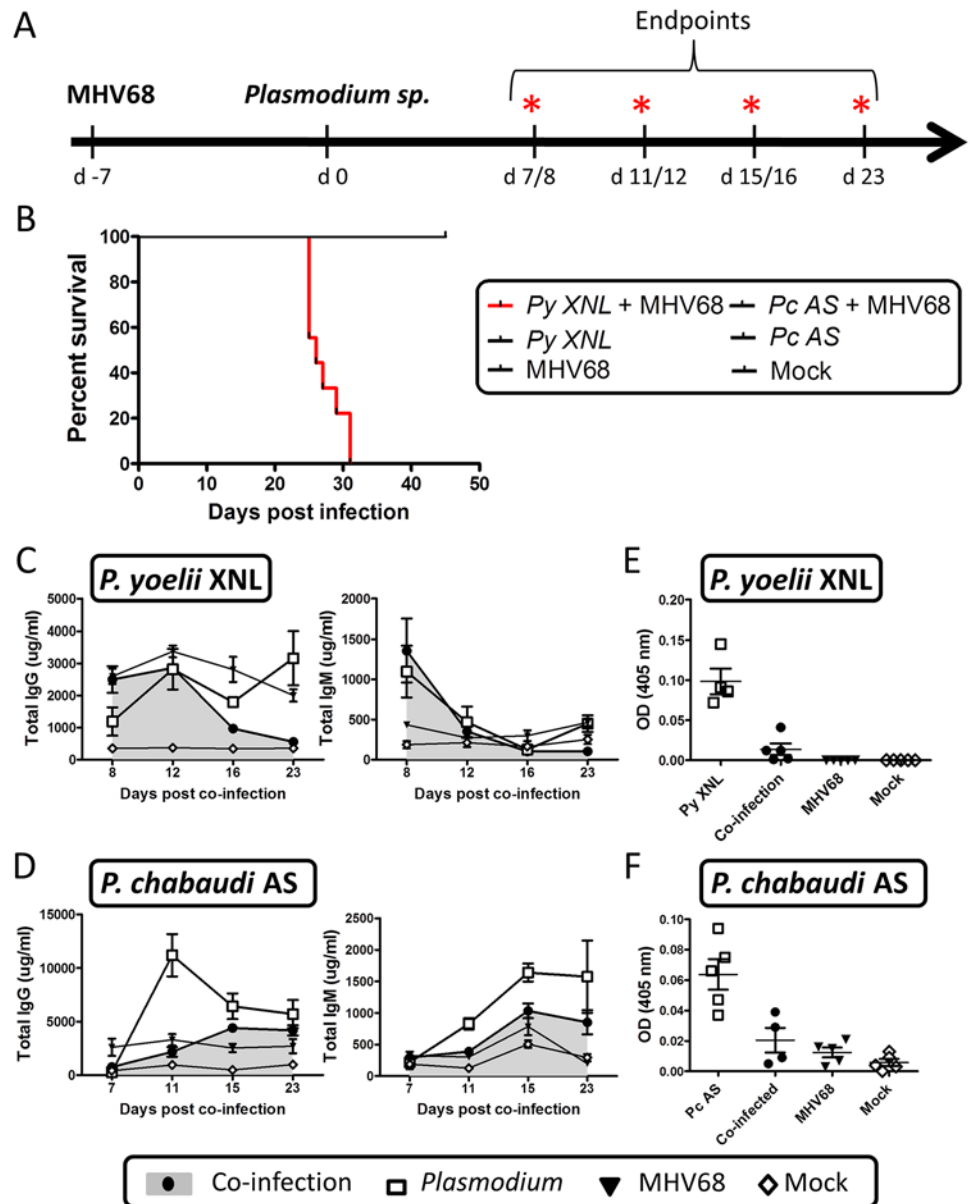 A
Endpoints
MHV68
Plasmodium sp.
* * * *
d -7
d 0
d 7/8
d 11/12
d 15/16
d 23
B
Percent survival
100
80
60
40
20
0
0 10 20 30 40 50
Days post infection
Py XNL + MHV68
Pc AS + MHV68
Py XNL
Pc AS
MHV68
Mock
C
P. yoelii XNL
Total IgG (ug/ml)
5000
4000
3000
2000
1000
0
8 12 16 23
Days post co-infection
Total IgM (ug/ml)
2000
1500
1000
500
0
8 12 16 23
Days post co-infection
E
P. yoelii XNL
OD (405 nm)
0.20
0.15
0.10
0.05
0.00
Py XNL
Co-infection
MHV68
Mock
D
P. chabaudi AS
Total IgG (ug/ml)
15000
10000
5000
0
7 11 15 23
Days post co-infection
Total IgM (ug/ml)
2500
2000
1500
1000
500
0
7 11 15 23
Days post co-infection
F
P. chabaudi AS
OD (405 nm)
0.10
0.08
0.06
0.04
0.02
0.00
Pc AS
Co-infected
MHV68
Mock
Co-infection
Plasmodium
MHV68
Mock